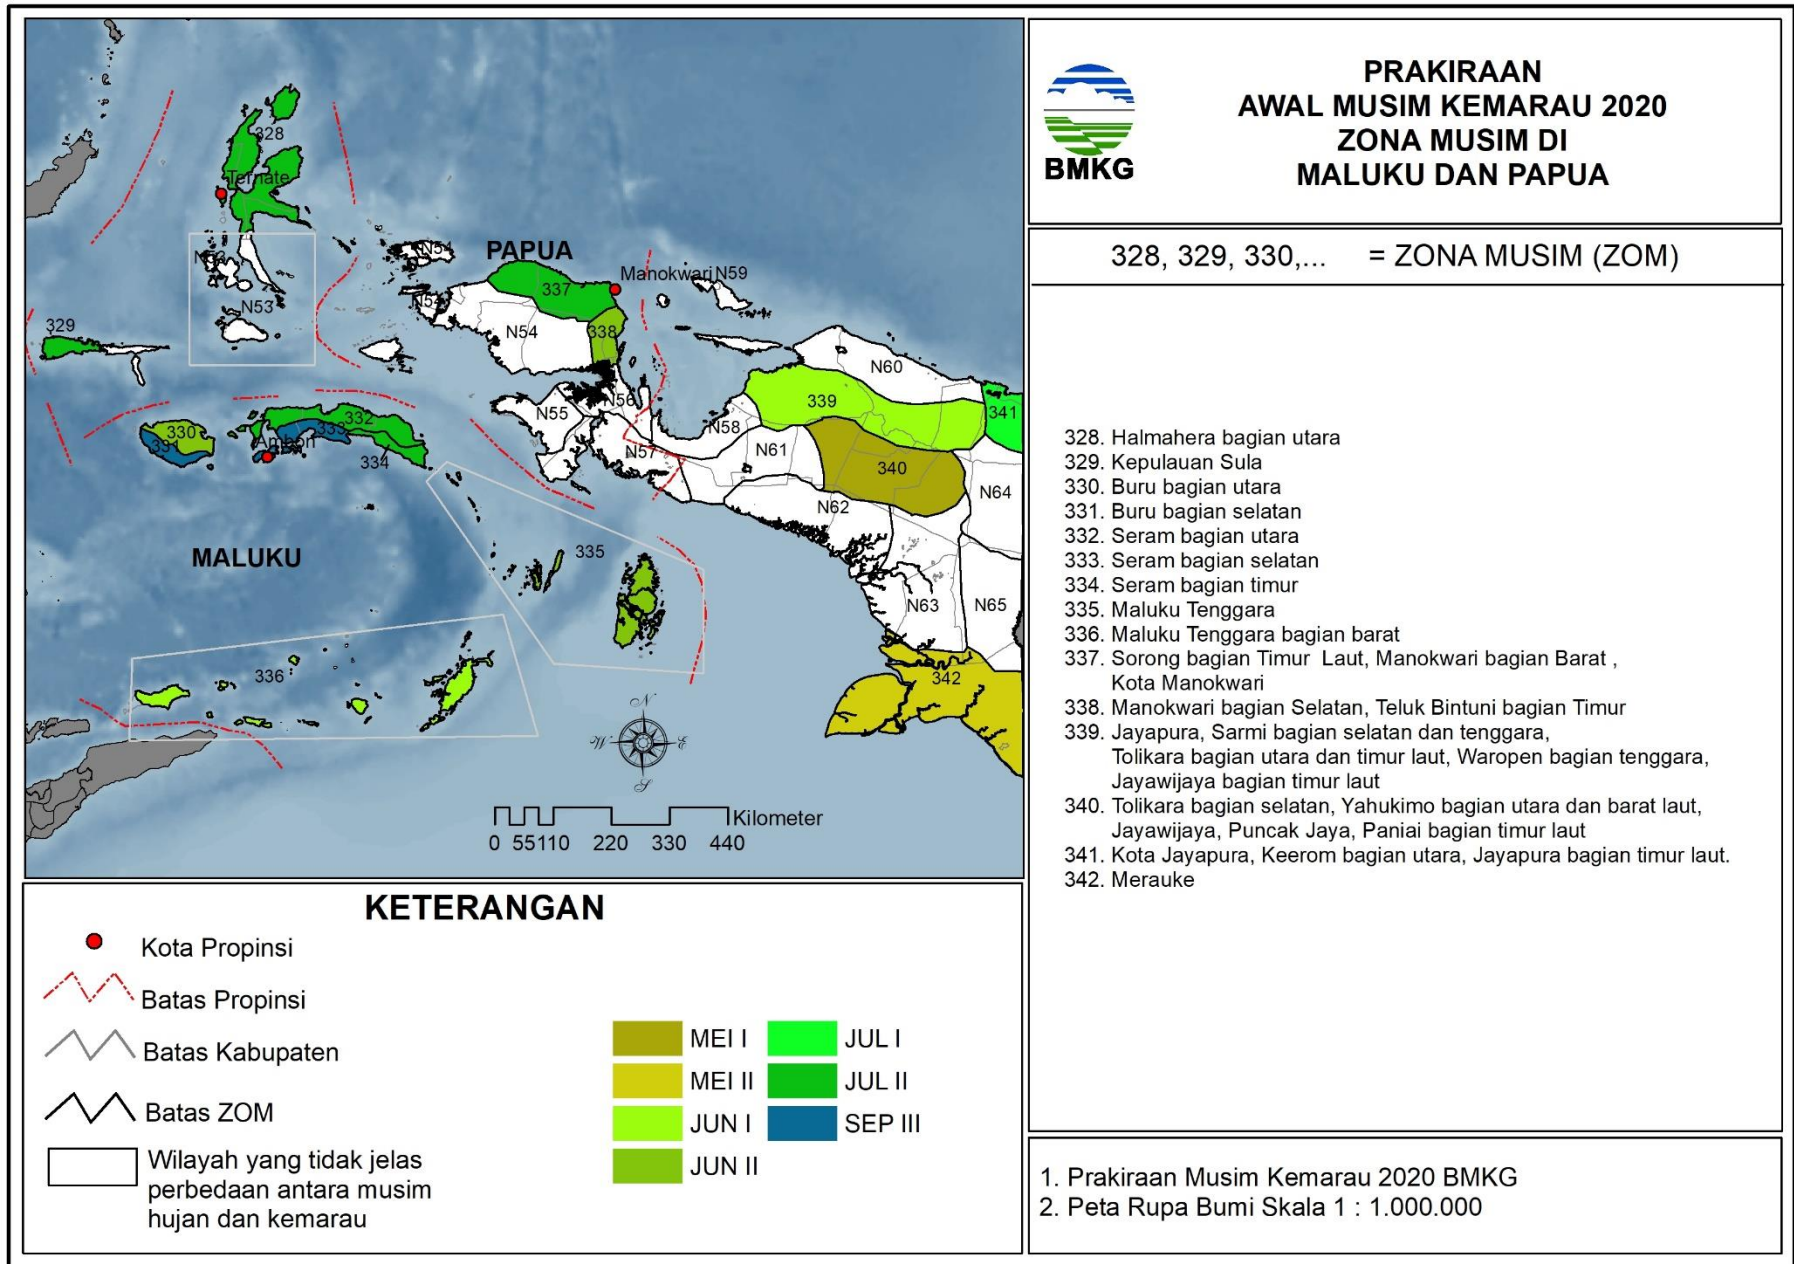 PRAKIRAAN
AWAL MUSIM KEMARAU 2020
ZONA MUSIM DI
MALUKU DAN PAPUA
BMKG
328, 329, 330,... = ZONA MUSIM (ZOM)
328. Halmahera bagian utara
329. Kepulauan Sula
330. Buru bagian utara
331. Buru bagian selatan
332. Seram bagian utara
333. Seram bagian selatan
334. Seram bagian timur
335. Maluku Tenggara
336. Maluku Tenggara bagian barat
337. Sorong bagian Timur Laut, Manokwari bagian Barat ,
Kota Manokwari
338. Manokwari bagian Selatan, Teluk Bintuni bagian Timur
339. Jayapura, Sarmi bagian selatan dan tenggara,
Tolikara bagian utara dan timur laut, Waropen bagian tenggara,
Jayawijaya bagian timur laut
340. Tolikara bagian selatan, Yahukimo bagian utara dan barat laut,
Jayawijaya, Puncak Jaya, Paniai bagian timur laut
341. Kota Jayapura, Keerom bagian utara, Jayapura bagian timur laut.
342. Merauke
1. Prakiraan Musim Kemarau 2020 BMKG
2. Peta Rupa Bumi Skala 1 : 1.000.000
328
Ternate
N53
N53
329
N54
PAPUA
337
Manokwari
N59
N54
N54
338
N60
339
341
N55
N56
N58
330
331
332
333
Ambon
334
N57
N61
340
N64
N62
MALUKU
335
N63
N65
336
342
N
W
E
S
Kilometer
0 55 110 220 330 440
KETERANGAN
Kota Propinsi
Batas Propinsi
Batas Kabupaten
Batas ZOM
Wilayah yang tidak jelas
perbedaan antara musim
hujan dan kemarau
MEI I
MEI II
JUN I
JUN II
JUL I
JUL II
SEP III